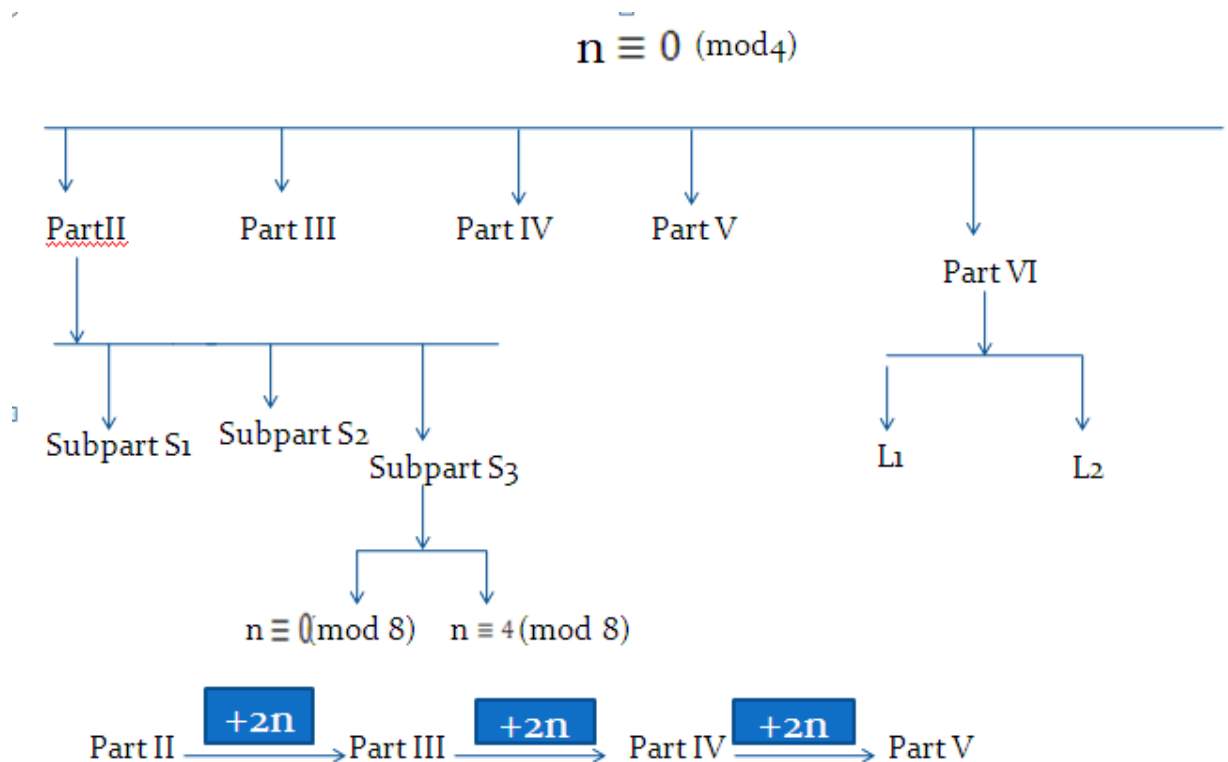 n ≡ 0 (mod4)
PartII Part III Part IV Part V
Part VI
Subpart S1 Subpart S2
Subpart S3
L1 L2
n ≡ 0(mod 8) n ≡ 4 (mod 8)
+2n +2n +2n
Part II Part III Part IV Part V